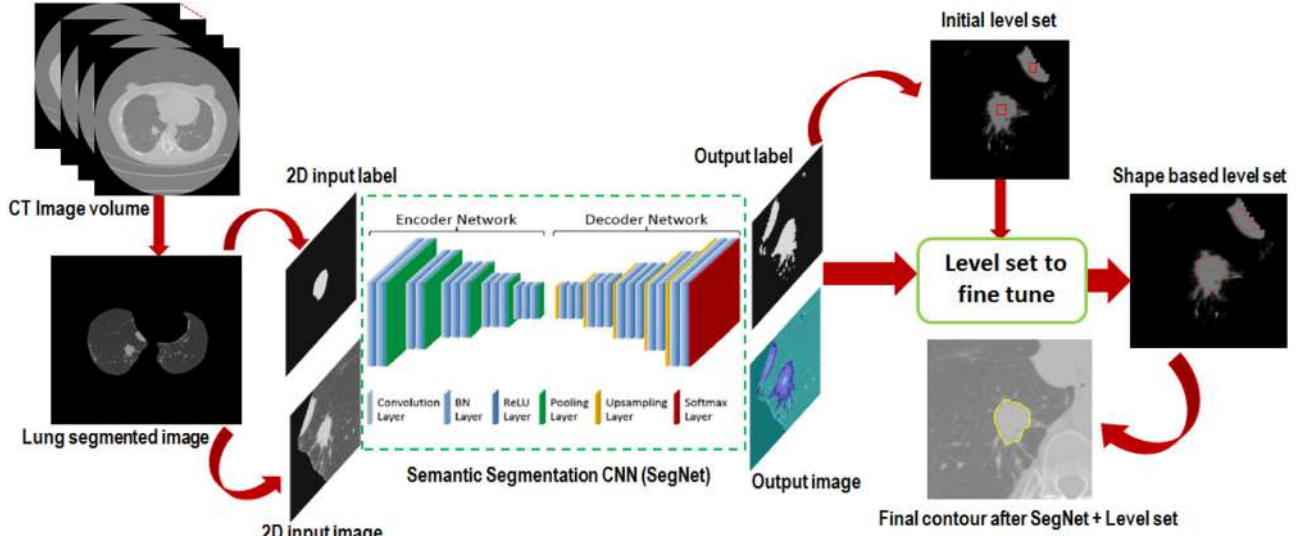 Initial level set
Output label
2D input label
Shape based level set
CT Image volume
Encoder Network
Decoder Network
Level set to
fine tune
Convolution
Layer
BN
Layer
ReLU
Layer
Pooling
Layer
Upsampling
Layer
Softmax
Layer
Lung segmented image
Semantic Segmentation CNN (SegNet)
Output image
2D input image
Final contour after SegNet + Level set